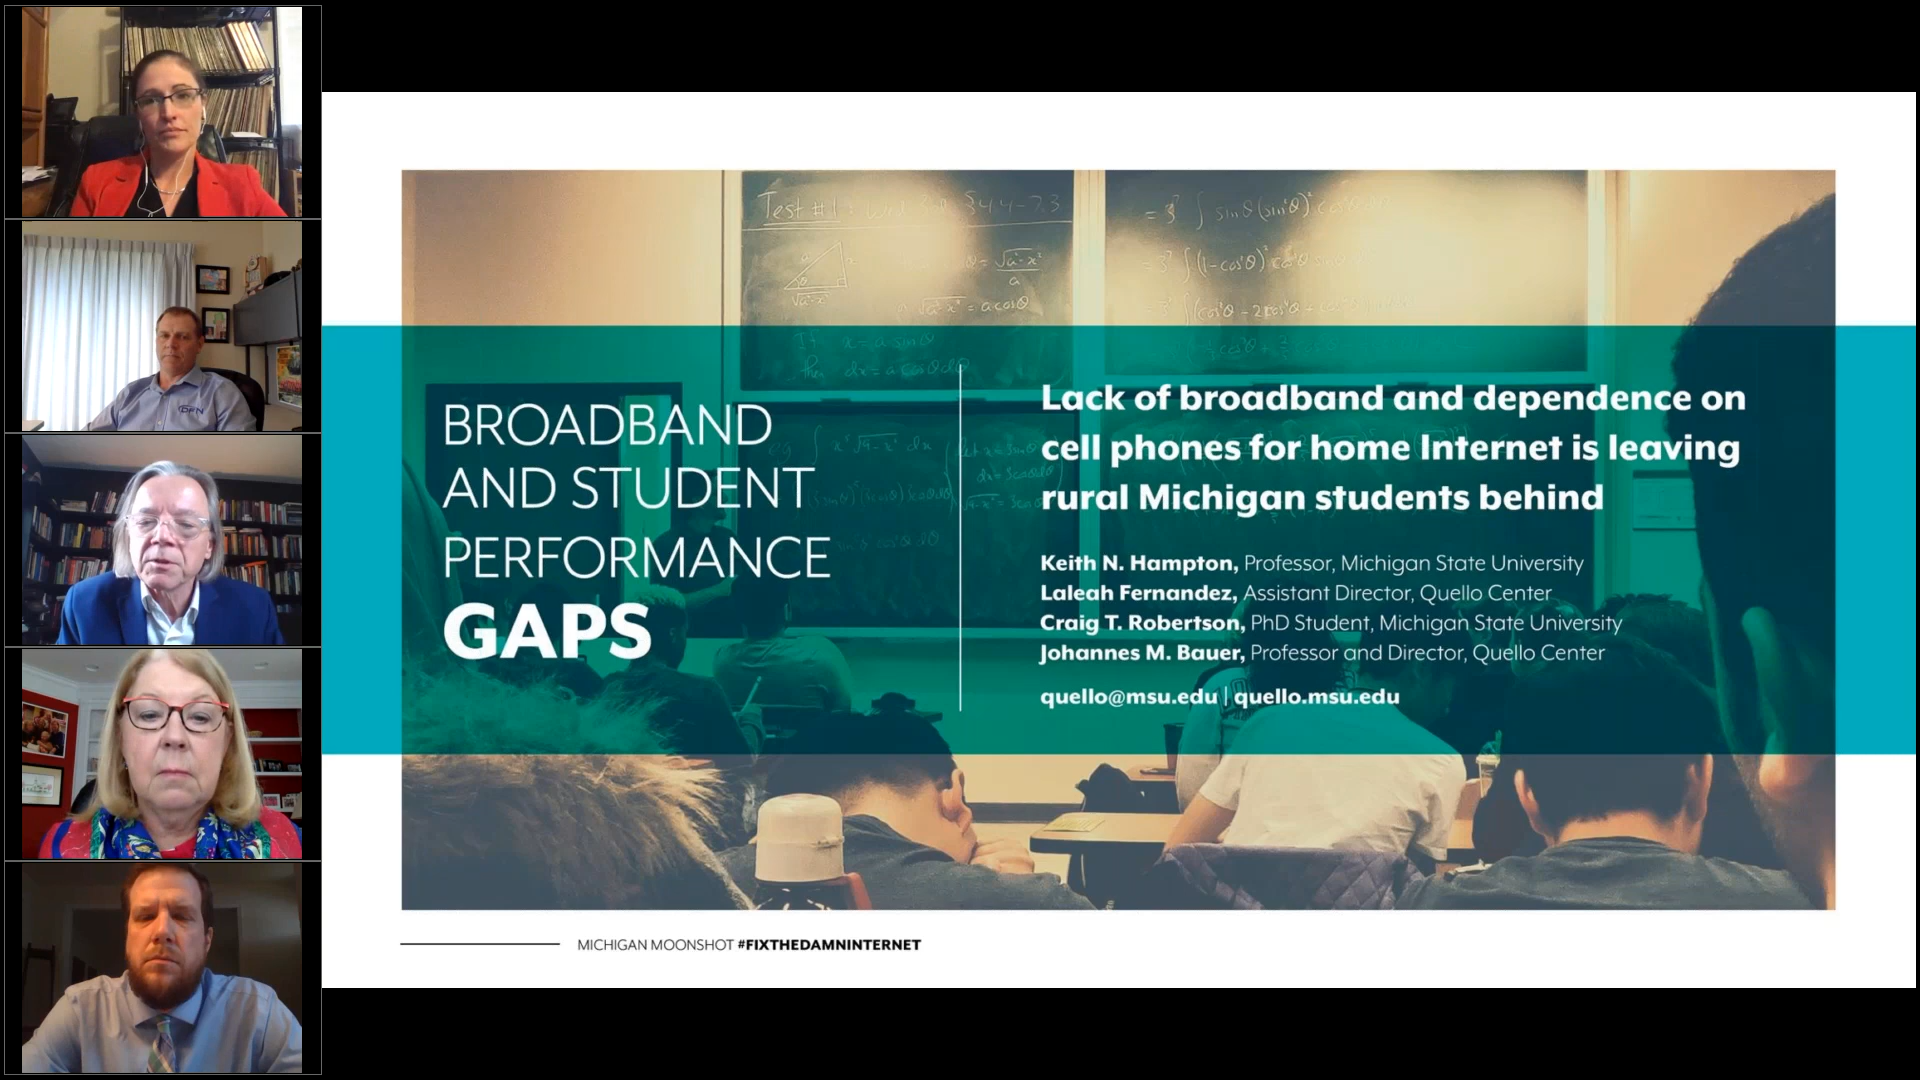 BROADBAND
AND STUDENT
PERFORMANCE
GAPS
Lack of broadband and dependence on
cell phones for home Internet is leaving
rural Michigan students behind
Keith N. Hampton, Professor, Michigan State University
Laleah Fernandez, Assistant Director, Quello Center
Craig T. Robertson, PhD Student, Michigan State University
Johannes M. Bauer, Professor and Director, Quello Center
quello@msu.edu | quello.msu.edu
MICHIGAN MOONSHOT #FIXTHEDAMNINTERNET
Test #1